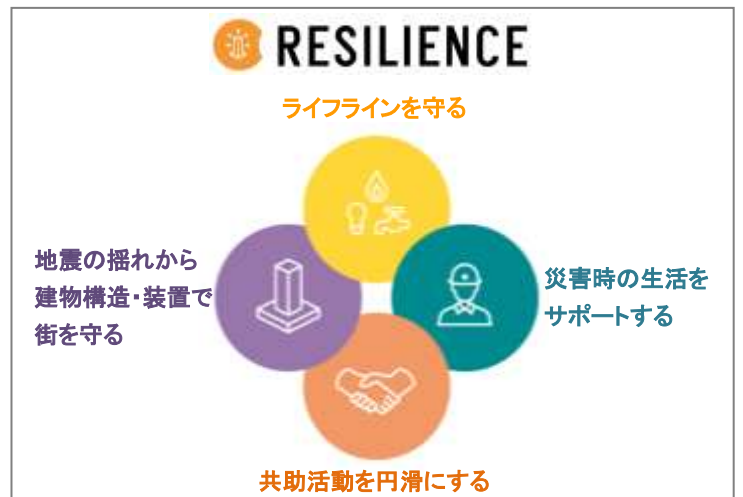 RESILIENCE
ライフラインを守る
地震の揺れから
建物構造・装置で
街を守る
災害時の生活を
サポートする
共助活動を円滑にする